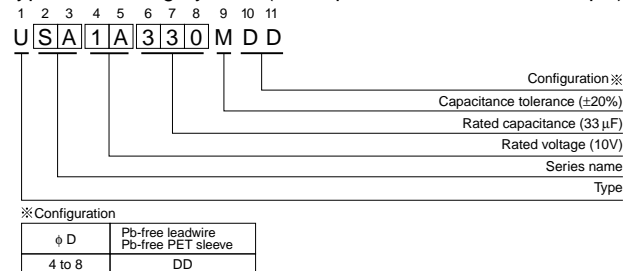 1 2 3 4 5 6 7 8 9 10 11
U S A 1 A 3 3 0 M D D
Configuration※
Capacitance tolerance (±20%)
Rated capacitance (33 µF)
Rated voltage (10V)
Series name
Type
※Configuration
ϕ D
Pb-free leadwire
Pb-free PET sleeve
4 to 8
DD